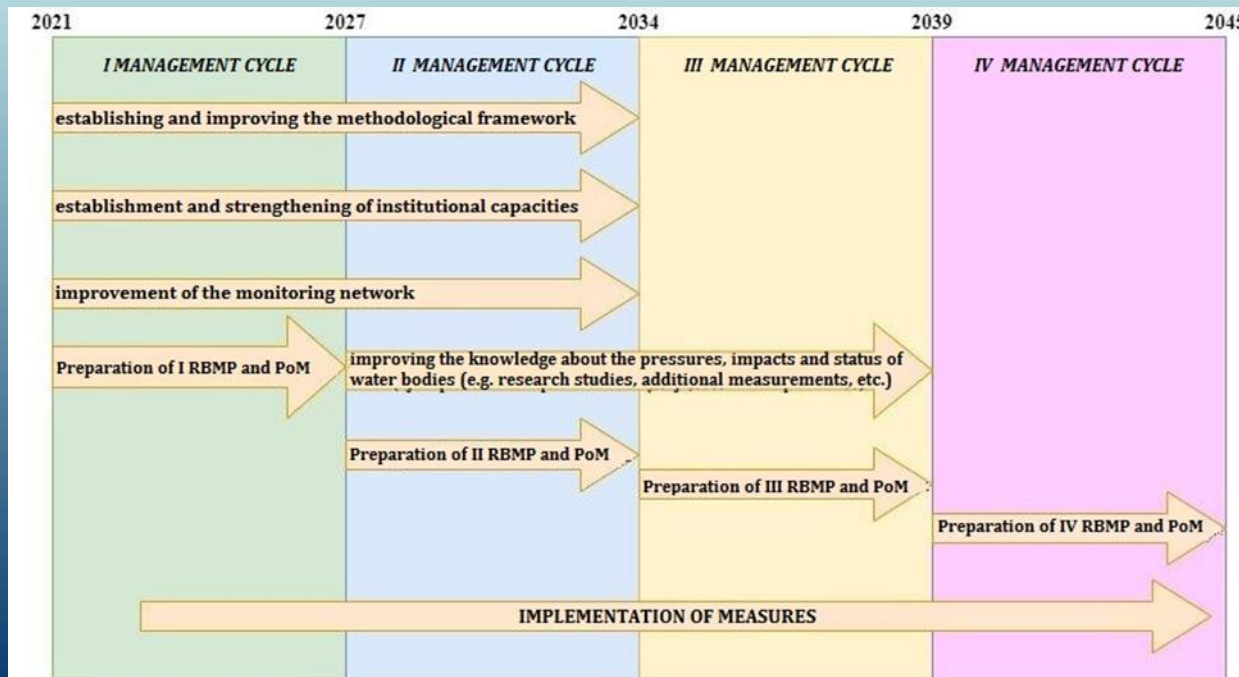 2021 2027 2034 2039 2045
I MANAGEMENT CYCLE II MANAGEMENT CYCLE III MANAGEMENT CYCLE IV MANAGEMENT CYCLE
establishing and improving the methodological framework
establishment and strengthening of institutional capacities
improvement of the monitoring network
Preparation of I RBMP and PoM
improving the knowledge about the pressures, impacts and status of
water bodies (e.g. research studies, additional measurements, etc.)
Preparation of II RBMP and PoM
Preparation of III RBMP and PoM
Preparation of IV RBMP and PoM
IMPLEMENTATION OF MEASURES